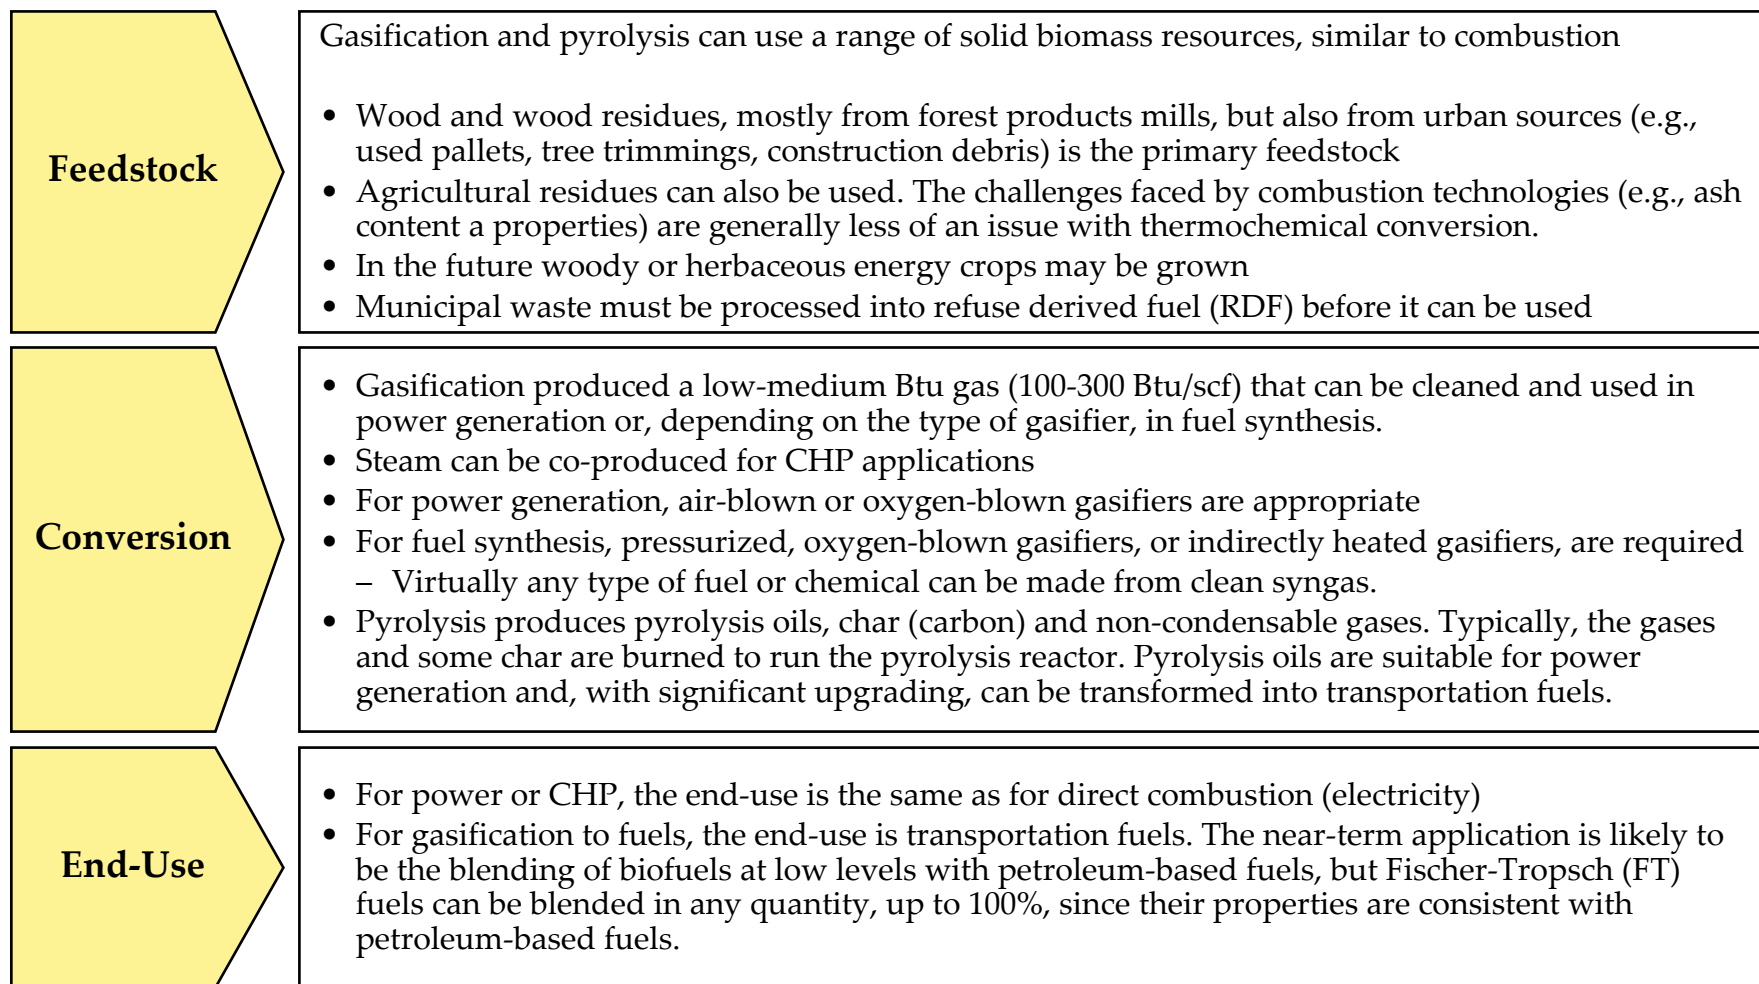 Feedstock
Gasification and pyrolysis can use a range of solid biomass resources, similar to combustion
• Wood and wood residues, mostly from forest products mills, but also from urban sources (e.g.,
used pallets, tree trimmings, construction debris) is the primary feedstock
• Agricultural residues can also be used. The challenges faced by combustion technologies (e.g., ash
content a properties) are generally less of an issue with thermochemical conversion.
• In the future woody or herbaceous energy crops may be grown
• Municipal waste must be processed into refuse derived fuel (RDF) before it can be used
Conversion
• Gasification produced a low-medium Btu gas (100-300 Btu/scf) that can be cleaned and used in
power generation or, depending on the type of gasifier, in fuel synthesis.
• Steam can be co-produced for CHP applications
• For power generation, air-blown or oxygen-blown gasifiers are appropriate
• For fuel synthesis, pressurized, oxygen-blown gasifiers, or indirectly heated gasifiers, are required
– Virtually any type of fuel or chemical can be made from clean syngas.
• Pyrolysis produces pyrolysis oils, char (carbon) and non-condensable gases. Typically, the gases
and some char are burned to run the pyrolysis reactor. Pyrolysis oils are suitable for power
generation and, with significant upgrading, can be transformed into transportation fuels.
End-Use
• For power or CHP, the end-use is the same as for direct combustion (electricity)
• For gasification to fuels, the end-use is transportation fuels. The near-term application is likely to
be the blending of biofuels at low levels with petroleum-based fuels, but Fischer-Tropsch (FT)
fuels can be blended in any quantity, up to 100%, since their properties are consistent with
petroleum-based fuels.